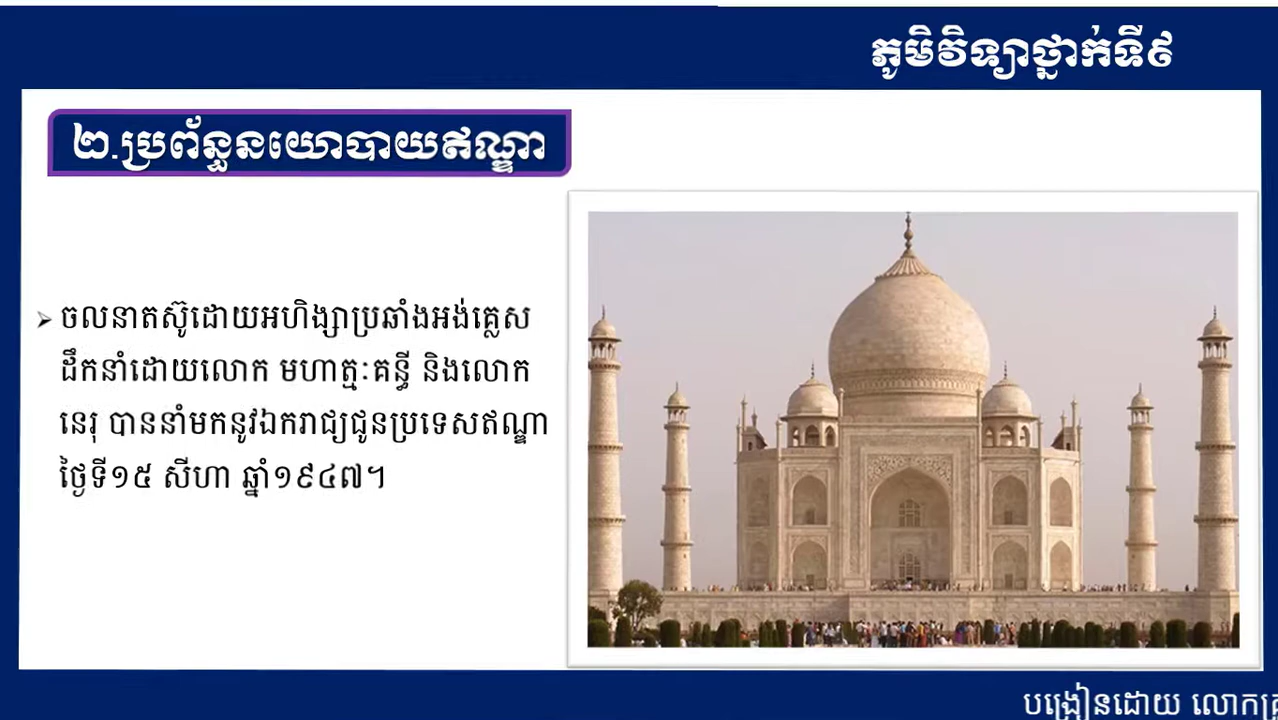 ភូមិវិទ្យាថ្នាក់ទី៩
២.ប្រព័ន្ធនយោបាយឥណ្ឌា
➢ ចលនាតស៊ូដោយអហិង្សាប្រឆាំងអង់គ្លេស
ដឹកនាំដោយលោក មហាត្មៈគន្ធី និងលោក
នេរុ បាននាំមកនូវឯករាជ្យជូនប្រទេសឥណ្ឌា
ថ្ងៃទី១៥ សីហា ឆ្នាំ១៩៤៧។
បង្រៀនដោយ